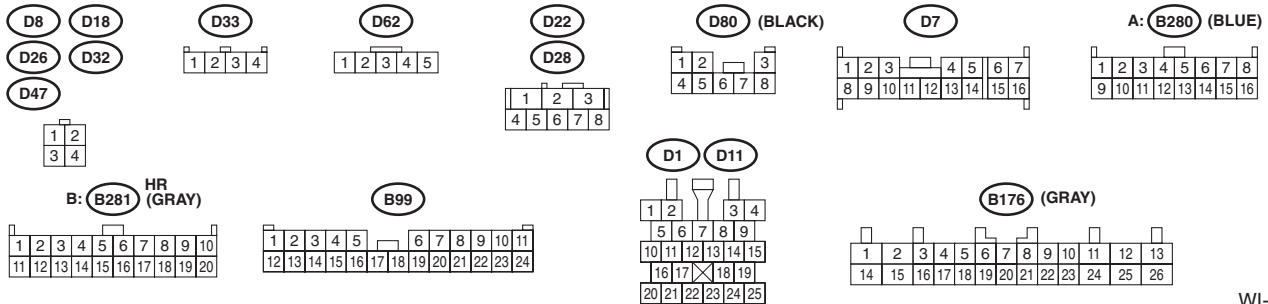 D8 D18 D33 D62 D22 D80 (BLACK) D7 A: B280 (BLUE)
D26 D32 D28
D47
1 2 3 4
1 2 3 4 5
1 2 3
4 5 6 7 8
1 2 3
4 5 6 7 8
1 2 3 4 5 6 7
8 9 10 11 12 13 14 15 16
1 2 3 4 5 6 7 8
9 10 11 12 13 14 15 16
1 2
3 4
B: B281 HR (GRAY)
B99
D1 D11
B176 (GRAY)
1 2 3 4 5 6 7 8 9 10
11 12 13 14 15 16 17 18 19 20
1 2 3 4 5 6 7 8 9 10 11
12 13 14 15 16 17 18 19 20 21 22 23 24
1 2 3 4
5 6 7 8 9
10 11 12 13 14 15
16 17 18 19
20 21 22 23 24 25
1 2 3 4 5 6 7 8 9 10 11 12 13
14 15 16 17 18 19 20 21 22 23 24 25 26
WI-